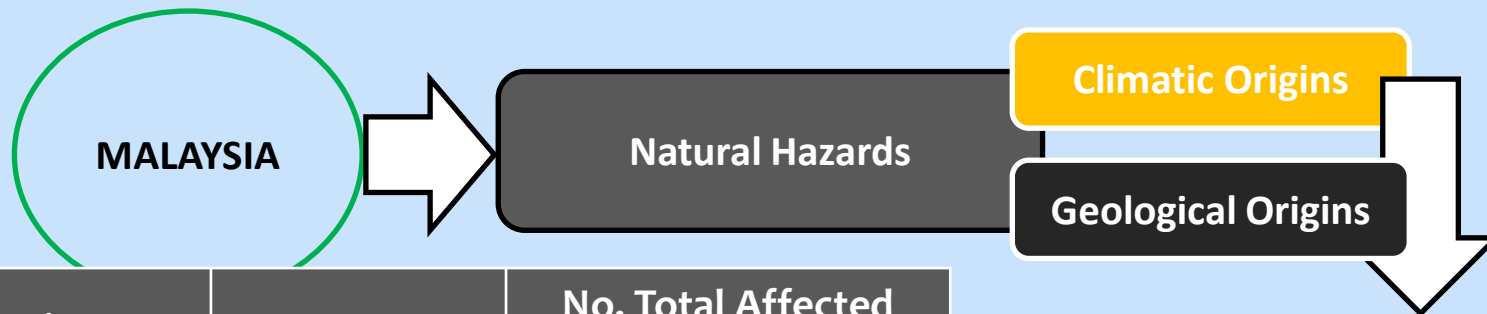 Climatic Origins
MALAYSIA
Natural Hazards
Geological Origins
No. Total Affected